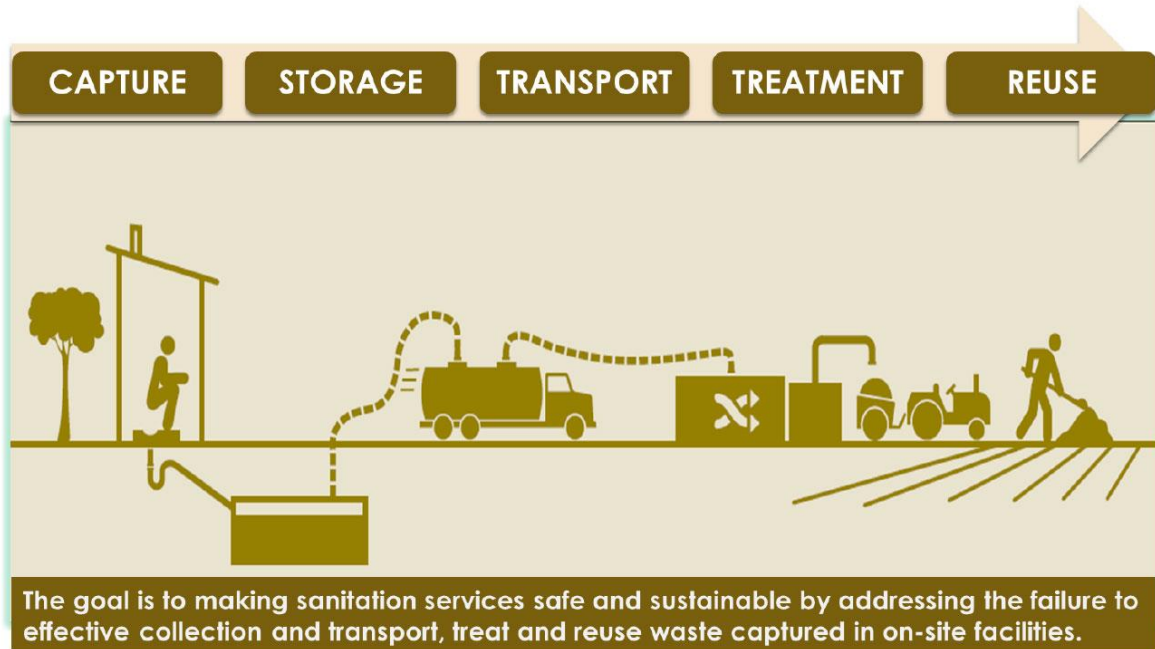 CAPTURE STORAGE TRANSPORT TREATMENT REUSE
The goal is to making sanitation services safe and sustainable by addressing the failure to
effective collection and transport, treat and reuse waste captured in on-site facilities.